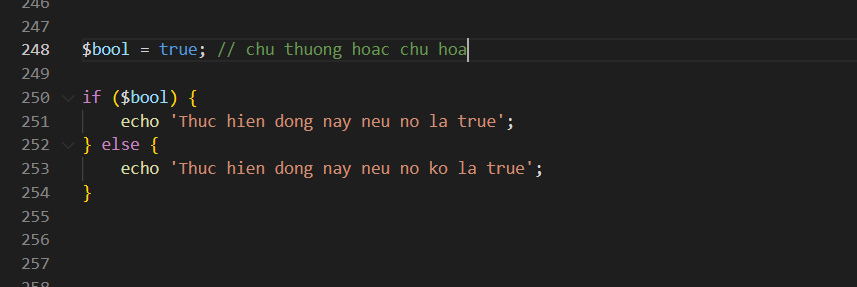 246
247
248 $bool = true; // chu thuong hoac chu hoa
249
250 if ($bool) {
251 echo 'Thuc hien dong nay neu no la true';
252 } else {
253 echo 'Thuc hien dong nay neu no ko la true';
254 }
255
256
257
258